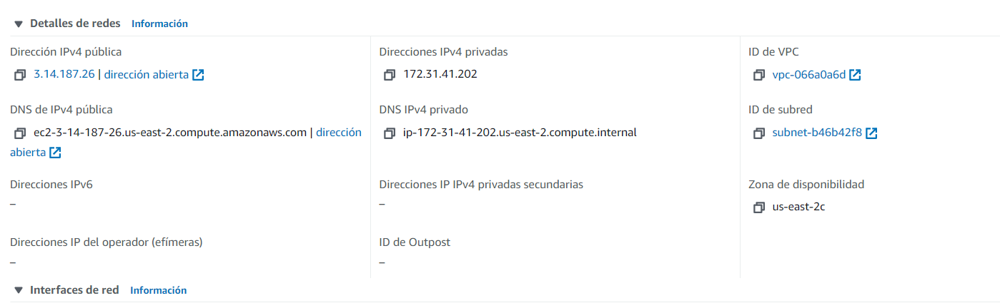 Detalles de redes Información
Dirección IPv4 pública
3.14.187.26 | dirección abierta
Direcciones IPv4 privadas
172.31.41.202
ID de VPC
vpc-066a0a6d
DNS de IPv4 pública
ec2-3-14-187-26.us-east-2.compute.amazonaws.com | dirección
abierta
DNS IPv4 privado
ip-172-31-41-202.us-east-2.compute.internal
ID de subred
subnet-b46b42f8
Direcciones IPv6
–
Direcciones IP IPv4 privadas secundarias
–
Zona de disponibilidad
us-east-2c
Direcciones IP del operador (efímeras)
–
ID de Outpost
–
Interfaces de red Información